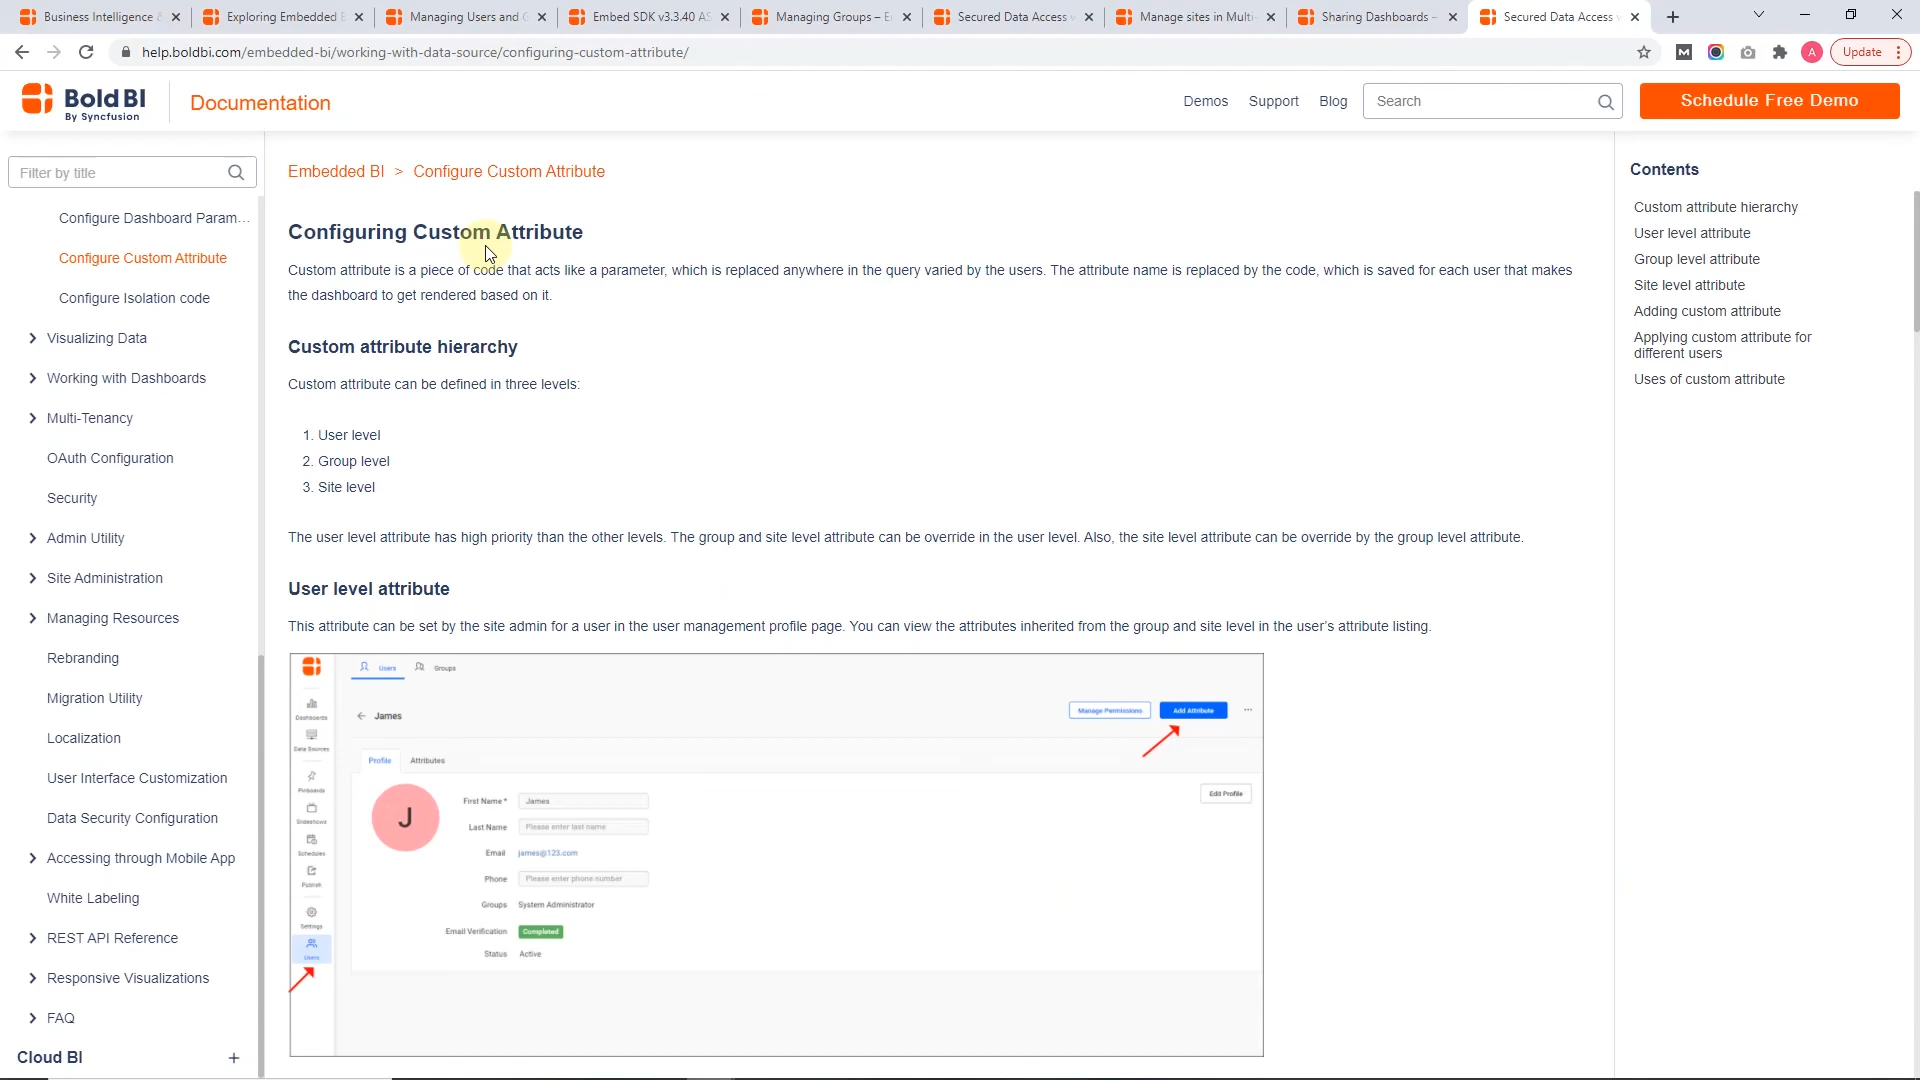 Business Intelligence &
Exploring Embedded B
Managing Users and G
Embed SDK v3.3.40 AS
Managing Groups – E
Secured Data Access w
Manage sites in Multi-
Sharing Dashboards –
Secured Data Access w
help.boldbi.com/embedded-bi/working-with-data-source/configuring-custom-attribute/
M
A
Update
Bold BI
By Syncfusion
Documentation
Demos
Support
Blog
Search
Schedule Free Demo
Filter by title
Configure Dashboard Param...
Configure Custom Attribute
Configure Isolation code
Visualizing Data
Working with Dashboards
Multi-Tenancy
OAuth Configuration
Security
Admin Utility
Site Administration
Managing Resources
Rebranding
Migration Utility
Localization
User Interface Customization
Data Security Configuration
Accessing through Mobile App
White Labeling
REST API Reference
Responsive Visualizations
FAQ
Cloud BI
Embedded BI > Configure Custom Attribute
Configuring Custom Attribute
Custom attribute is a piece of code that acts like a parameter, which is replaced anywhere in the query varied by the users. The attribute name is replaced by the code, which is saved for each user that makes
the dashboard to get rendered based on it.
Custom attribute hierarchy
Custom attribute can be defined in three levels:
1. User level
2. Group level
3. Site level
The user level attribute has high priority than the other levels. The group and site level attribute can be override in the user level. Also, the site level attribute can be override by the group level attribute.
User level attribute
This attribute can be set by the site admin for a user in the user management profile page. You can view the attributes inherited from the group and site level in the user's attribute listing.
Users
Groups
James
Manage Permissions
Add Attribute
Dashboards
Data Sources
Pinboards
Slideshows
Schedules
Publish
Settings
Users
Profile
Attributes
J
First Name *
James
Last Name
Please enter last name
Email
james@123.com
Phone
Please enter phone number
Groups
System Administrator
Email Verification
Completed
Status
Active
Edit Profile
Contents
Custom attribute hierarchy
User level attribute
Group level attribute
Site level attribute
Adding custom attribute
Applying custom attribute for
different users
Uses of custom attribute